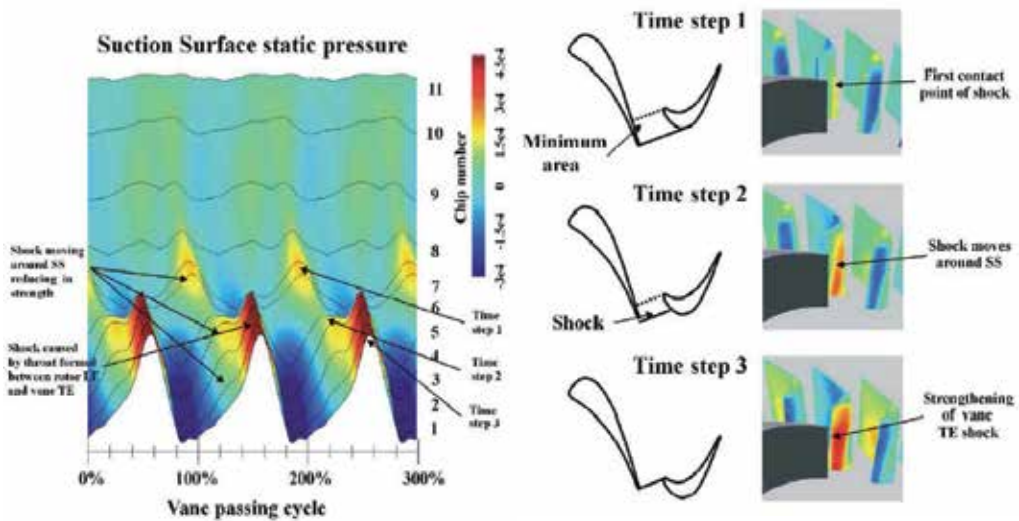 Suction Surface static pressure
11
10
9
8
7
6
5
4
3
2
1
Chip number
4.5e4
3e4
1.5e4
0
-1.5e4
-3e4
Shock moving
around SS
reducing in
strength
Shock caused
by throat formed
between rotor LE
and vane TE
Time
step 1
Time
step 2
Time
step 3
0%
100%
200%
300%
Vane passing cycle
Time step 1
Minimum
area
First contact
point of shock
Time step 2
Shock
Shock moves
around SS
Time step 3
Strengthening
of vane
TE shock